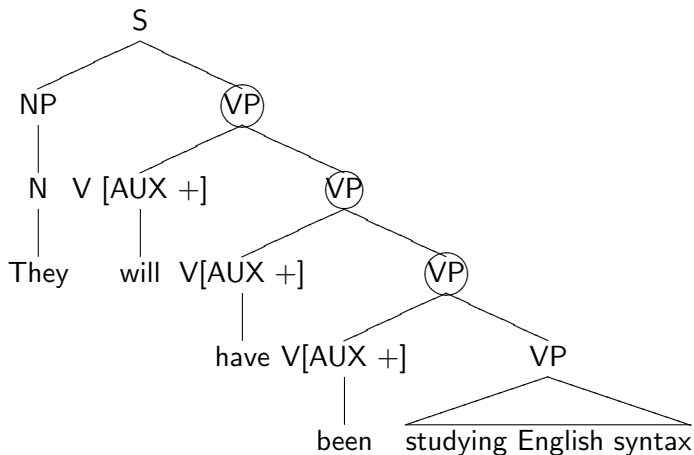 S
NP VP
N V [AUX +] VP
They will V[AUX +] VP
have V[AUX +] VP
been studying English syntax